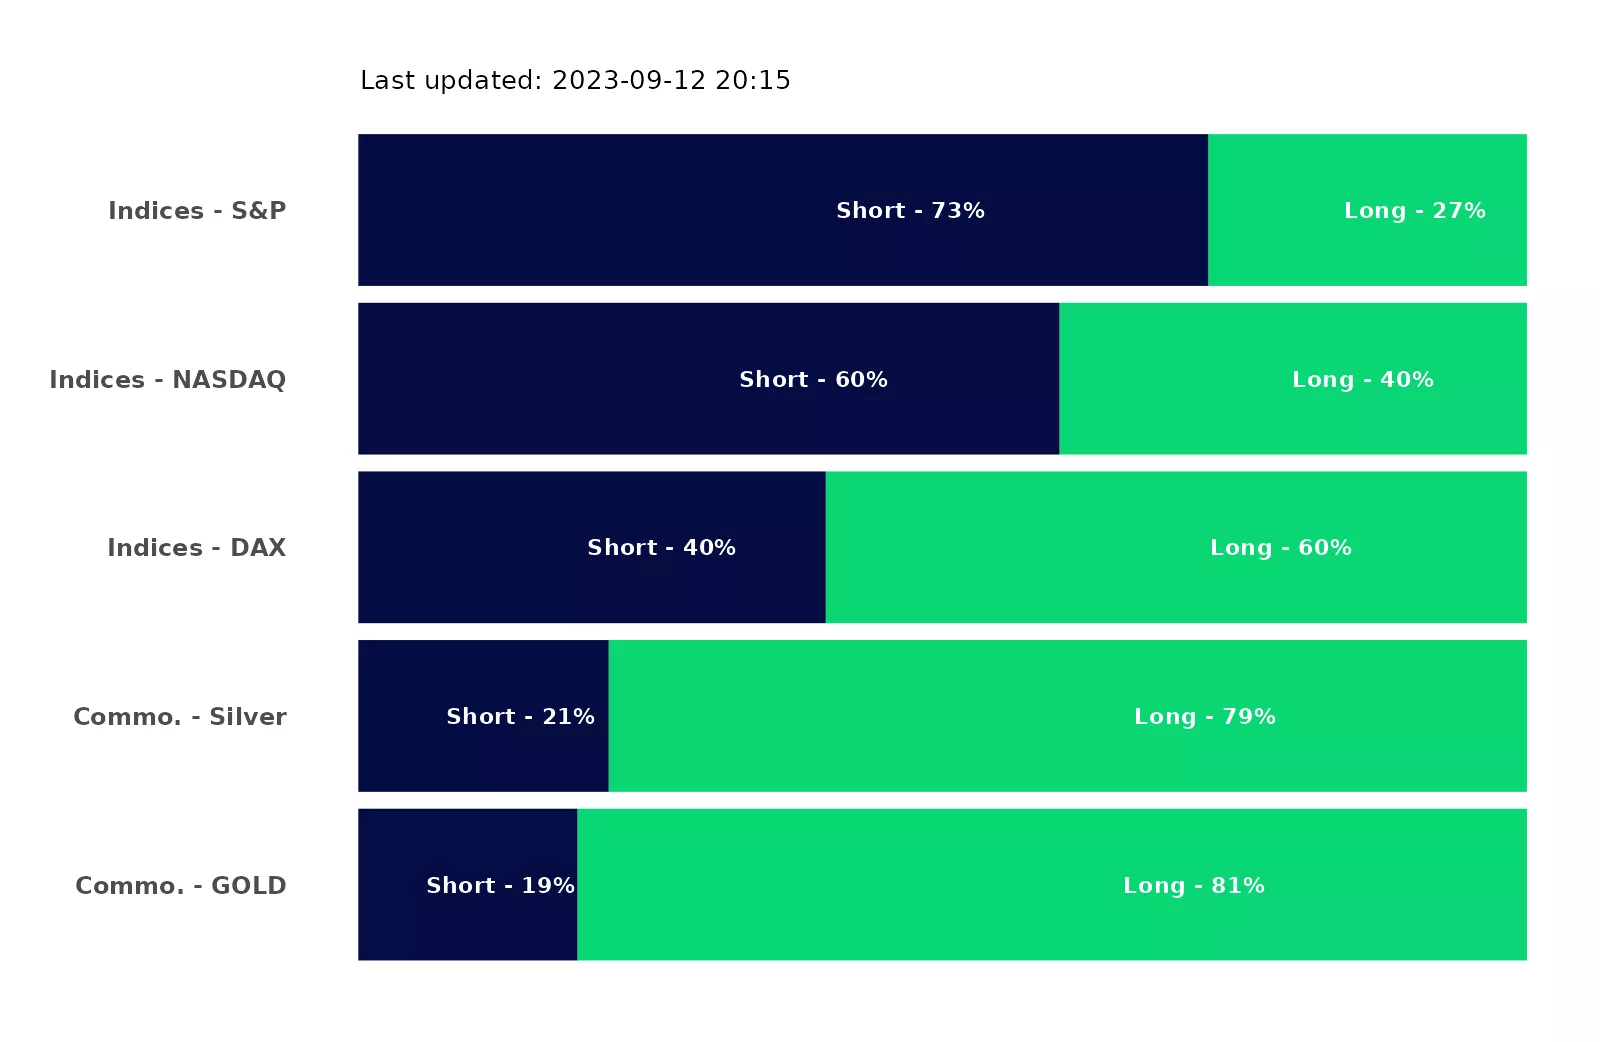 Last updated: 2023-09-12 20:15
Indices - S&P Short - 73% Long - 27%
Indices - NASDAQ Short - 60% Long - 40%
Indices - DAX Short - 40% Long - 60%
Commo. - Silver Short - 21% Long - 79%
Commo. - GOLD Short - 19% Long - 81%